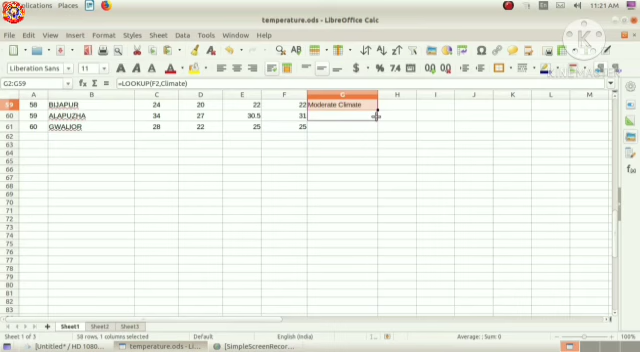 Applications Places 11:21 AM
temperature.ods - LibreOffice Calc
File Edit View Insert Format Styles Sheet Data Tools Window Help
KINEMASTER
Liberation Sans 11
G2:G59 fx Σ = =LOOKUP(F2,Climate)
A B C D E F G H I J K L M
59 58 BIJAPUR 24 20 22 22 Moderate Climate
60 59 ALAPUZHA 34 27 30.5 31
61 60 GWALIOR 28 22 25 25
62
63
64
65
66
67
68
69
70
71
72
73
74
75
76
77
78
79
80
81
82
83
Sheet1 Sheet2 Sheet3
Sheet 1 of 3 58 rows, 1 columns selected Default English (India) Average: ; Sum: 0 100%
[Untitled* / HD 1080... temperature.ods - Li... [SimpleScreenRecor...